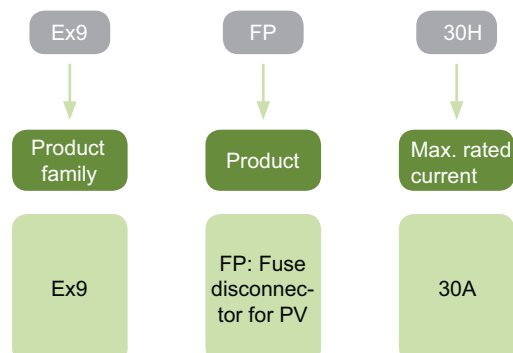 Ex9 FP 30H
Product
family
Product
Max. rated
current
Ex9
FP: Fuse
disconnec-
tor for PV
30A